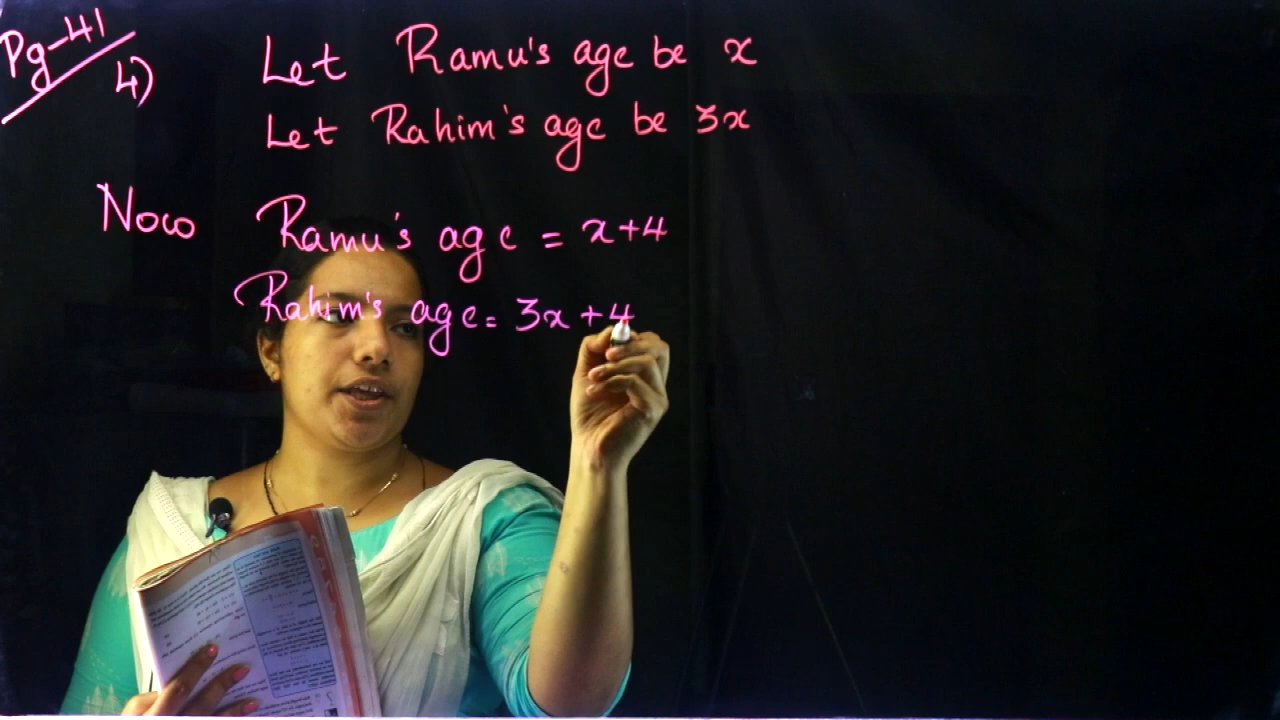 Pg-41
4) Let Ramu's age be x
Let Rahim's age be 3x
Now Ramu's age = x+4
Rahim's age = 3x+4